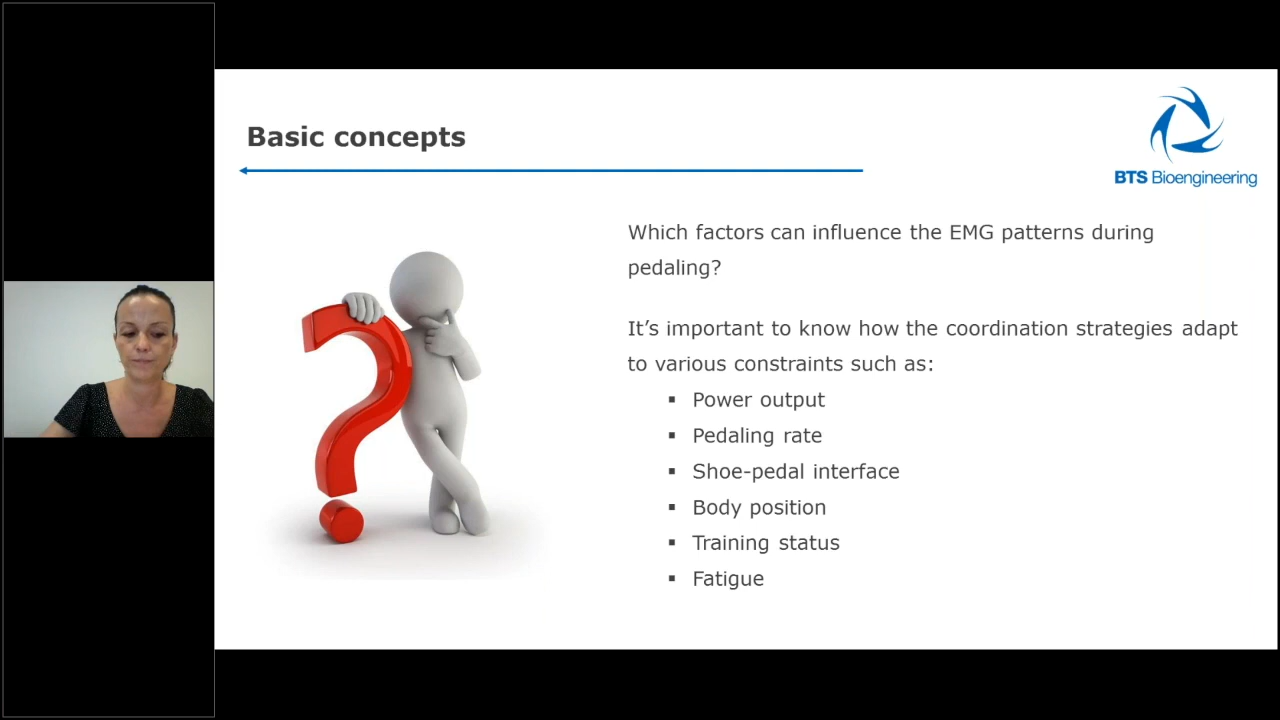 Basic concepts
BTS Bioengineering
Which factors can influence the EMG patterns during
pedaling?
It’s important to know how the coordination strategies adapt
to various constraints such as:
▪ Power output
▪ Pedaling rate
▪ Shoe-pedal interface
▪ Body position
▪ Training status
▪ Fatigue